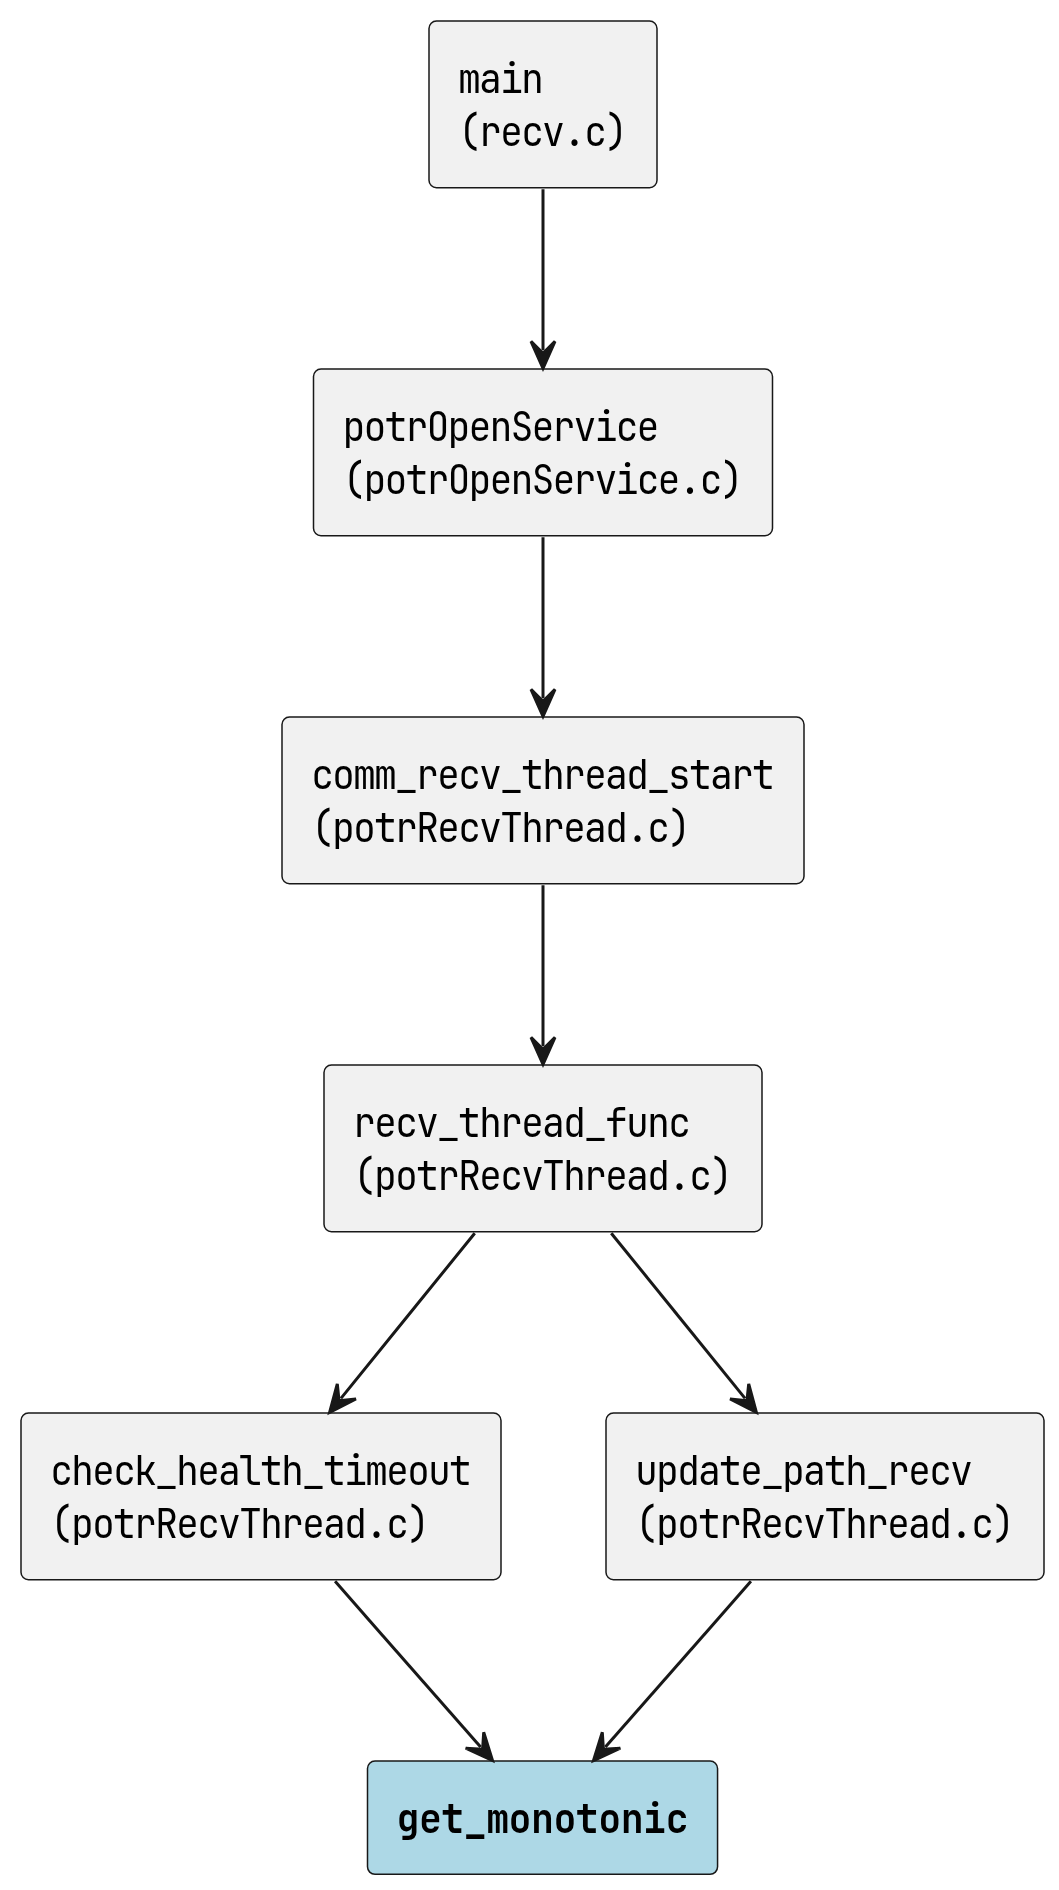 main
(recv.c)
potrOpenService
(potrOpenService.c)
comm_recv_thread_start
(potrRecvThread.c)
recv_thread_func
(potrRecvThread.c)
check_health_timeout
(potrRecvThread.c)
update_path_recv
(potrRecvThread.c)
get_monotonic